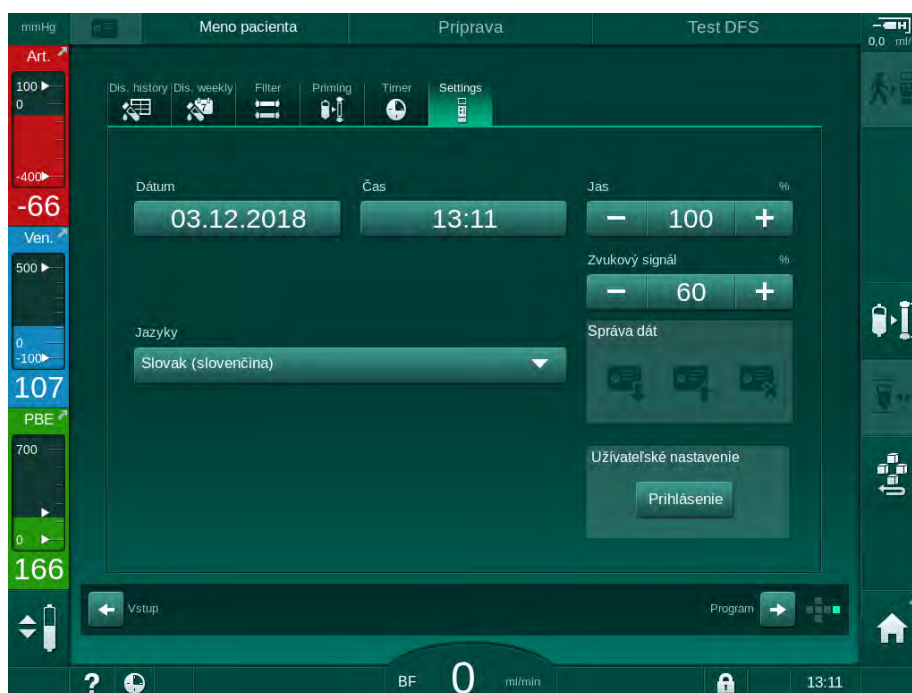 mmHg
Meno pacienta
Príprava
Test DFS
H
0,0 ml/
Art.
100
0
-400
-66
Ven.
500
0
-100
107
PBE
700
0
166
Dis. history
Dis. weekly
Filter
Priming
Timer
Settings
7
Dátum
Čas
Jas
%
03.12.2018
13:11
− 100 +
Zvukový signál
%
− 60 +
Jazyky
Slovak (slovenčina)
Správa dát
Užívateľské nastavenie
Prihlásenie
Vstup
Program
?
BF
0
ml/min
13:11